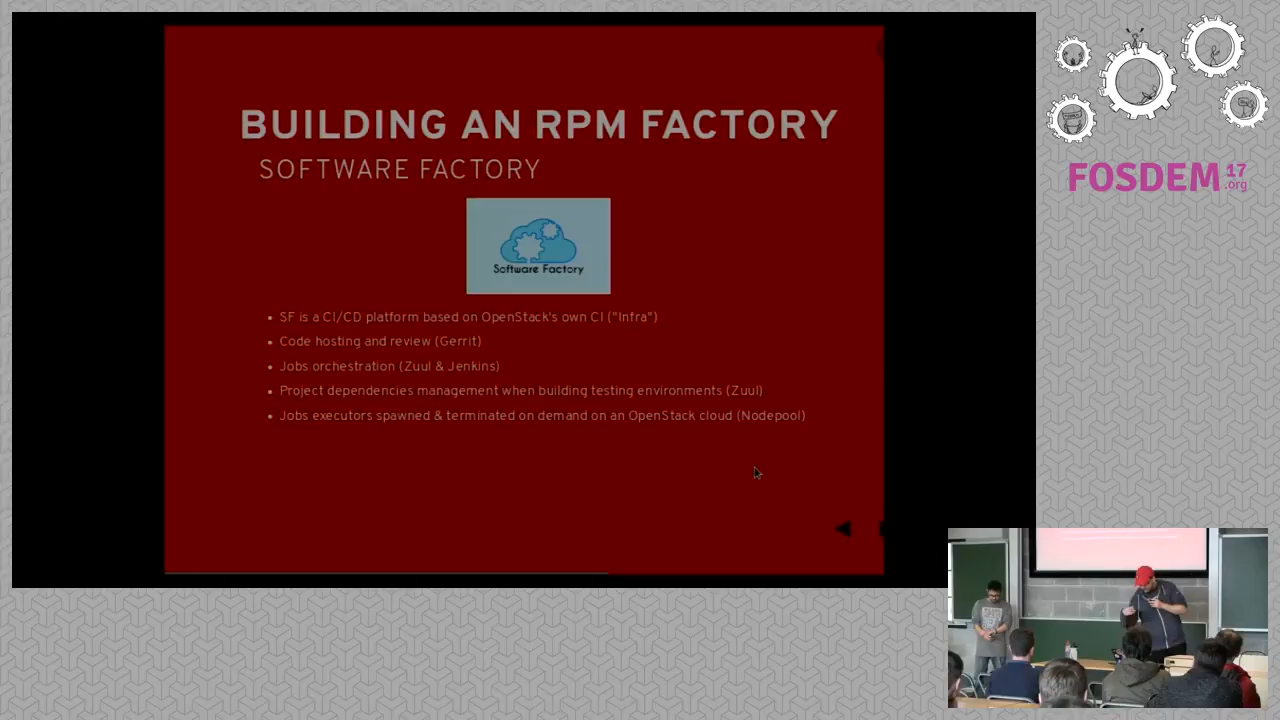 BUILDING AN RPM FACTORY
SOFTWARE FACTORY
Software Factory
SF is a CI/CD platform based on OpenStack's own CI ("Infra")
Code hosting and review (Gerrit)
Jobs orchestration (Zuul & Jenkins)
Project dependencies management when building testing environments (Zuul)
Jobs executors spawned & terminated on demand on an OpenStack cloud (Nodepool)
FOSDEM 17
.org